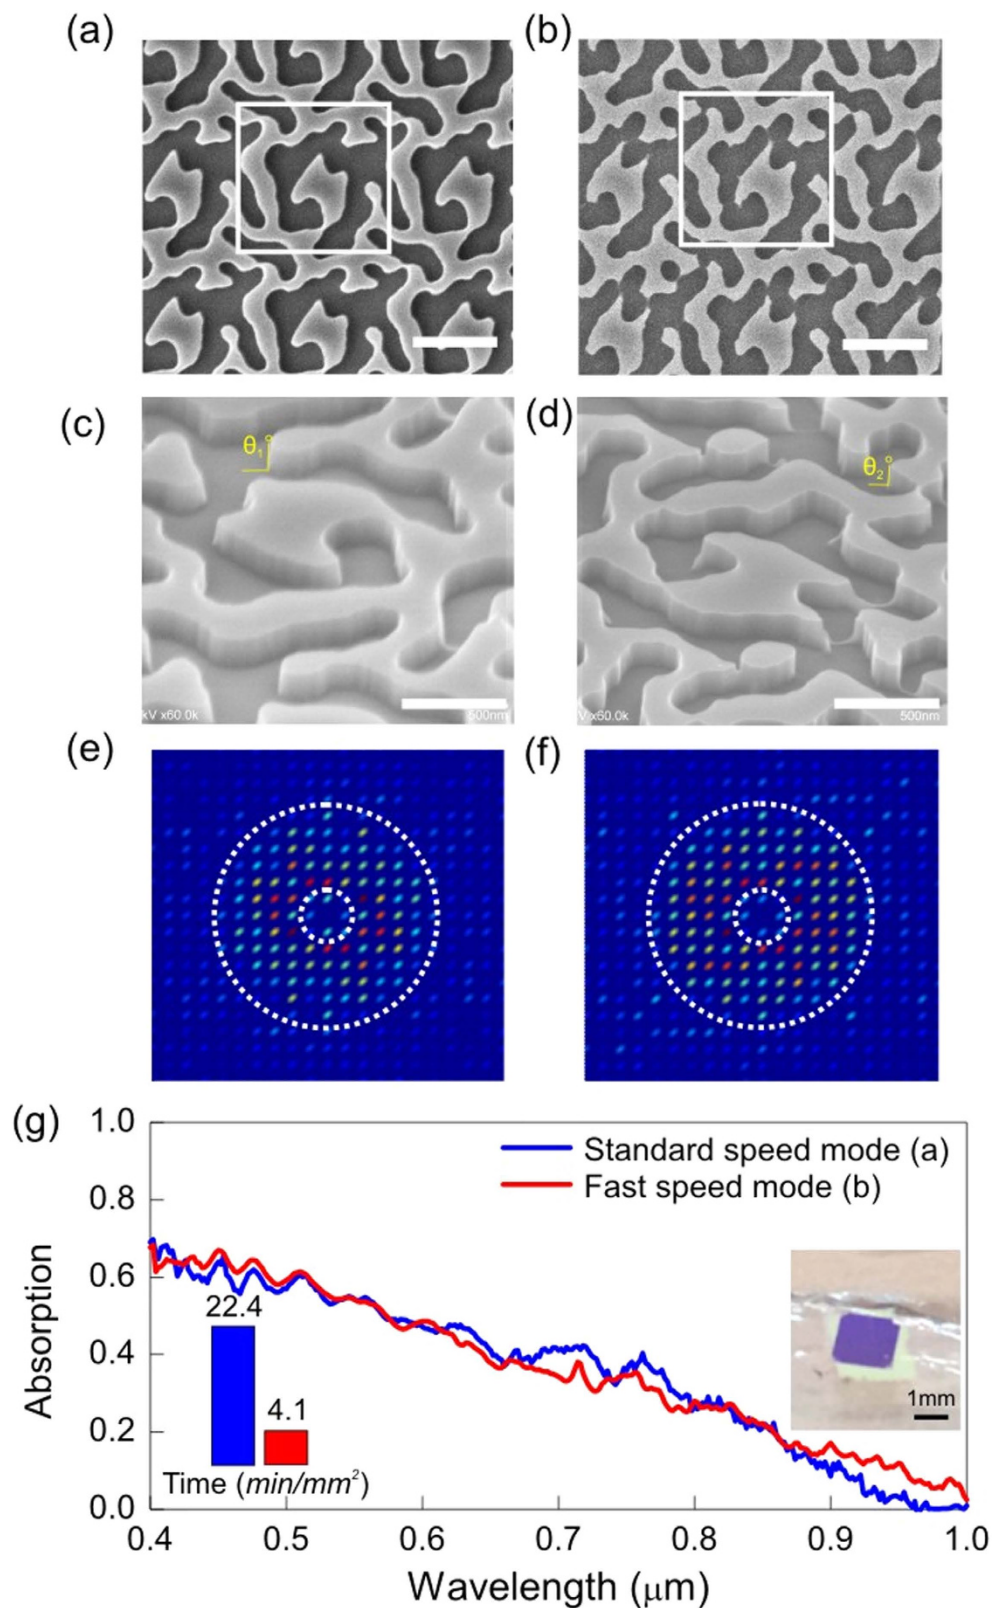 (a)
(b)
(c)
(d)
θ₁°
θ₂°
kV x60.0k
500nm
V x60.0k
500nm
(e)
(f)
(g)
1.0
0.8
0.6
0.4
0.2
0.0
Absorption
Standard speed mode (a)
Fast speed mode (b)
22.4
4.1
Time (min/mm²)
1mm
0.4
0.5
0.6
0.7
0.8
0.9
1.0
Wavelength (μm)